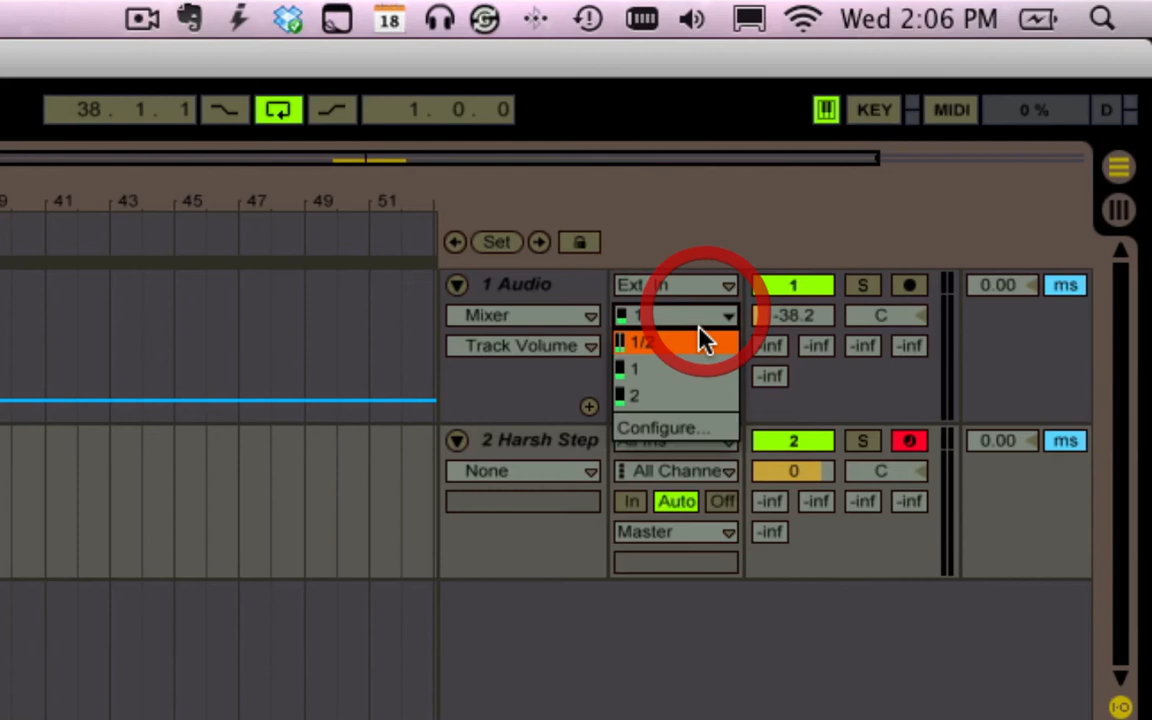 18 Wed 2:06 PM
38. 1. 1 1. 0. 0 KEY MIDI 0 % D
41 43 45 47 49 51
Set
1 Audio Ext. In 1 S 0.00 ms
Mixer 1 -38.2 C
Track Volume 1/2 -inf -inf -inf -inf
1 -inf
2
Configure...
2 Harsh Step 2 S 0.00 ms
None All Channe 0 C
In Auto Off -inf -inf -inf -inf
Master -inf
I-O